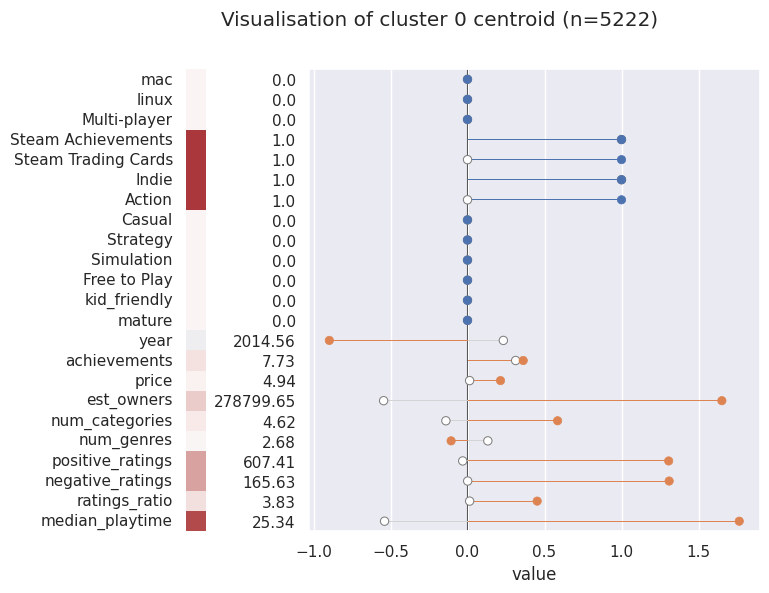 Visualisation of cluster 0 centroid (n=5222)
mac 0.0
linux 0.0
Multi-player 0.0
Steam Achievements 1.0
Steam Trading Cards 1.0
Indie 1.0
Action 1.0
Casual 0.0
Strategy 0.0
Simulation 0.0
Free to Play 0.0
kid_friendly 0.0
mature 0.0
year 2014.56
achievements 7.73
price 4.94
est_owners 278799.65
num_categories 4.62
num_genres 2.68
positive_ratings 607.41
negative_ratings 165.63
ratings_ratio 3.83
median_playtime 25.34
−1.0 −0.5 0.0 0.5 1.0 1.5
value